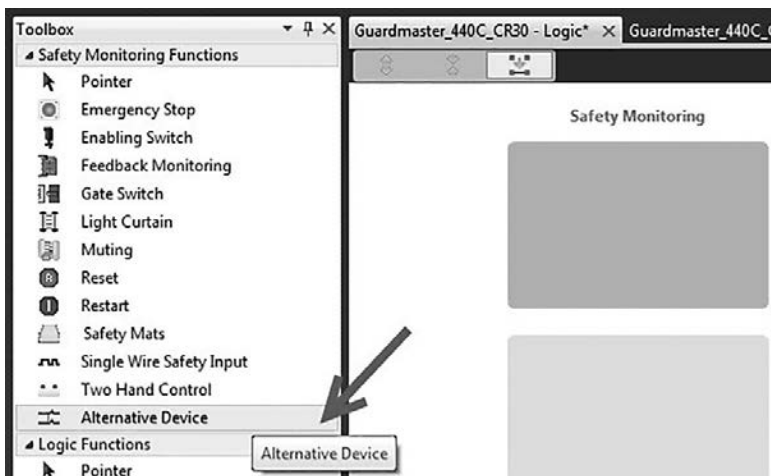 Toolbox
Guardmaster_440C_CR30 - Logic*
Guardmaster_440C_C
Safety Monitoring Functions
Pointer
Emergency Stop
Enabling Switch
Feedback Monitoring
Gate Switch
Light Curtain
Muting
Reset
Restart
Safety Mats
Single Wire Safety Input
Two Hand Control
Alternative Device
Logic Functions
Pointer
Alternative Device
Safety Monitoring